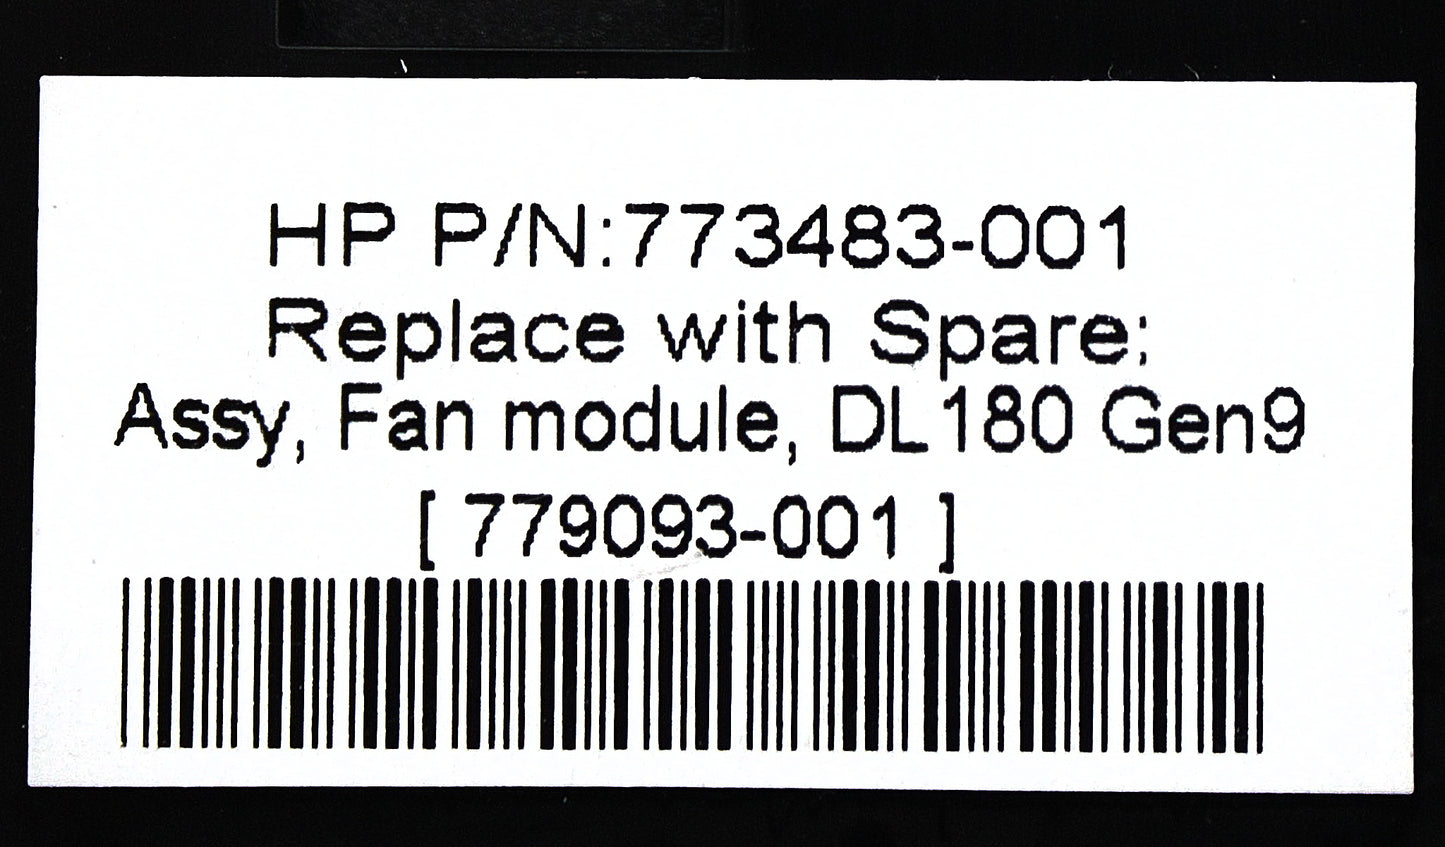 HP P/N:773483-001
Replace with Spare:
Assy, Fan module, DL180 Gen9
[ 779093-001 ]